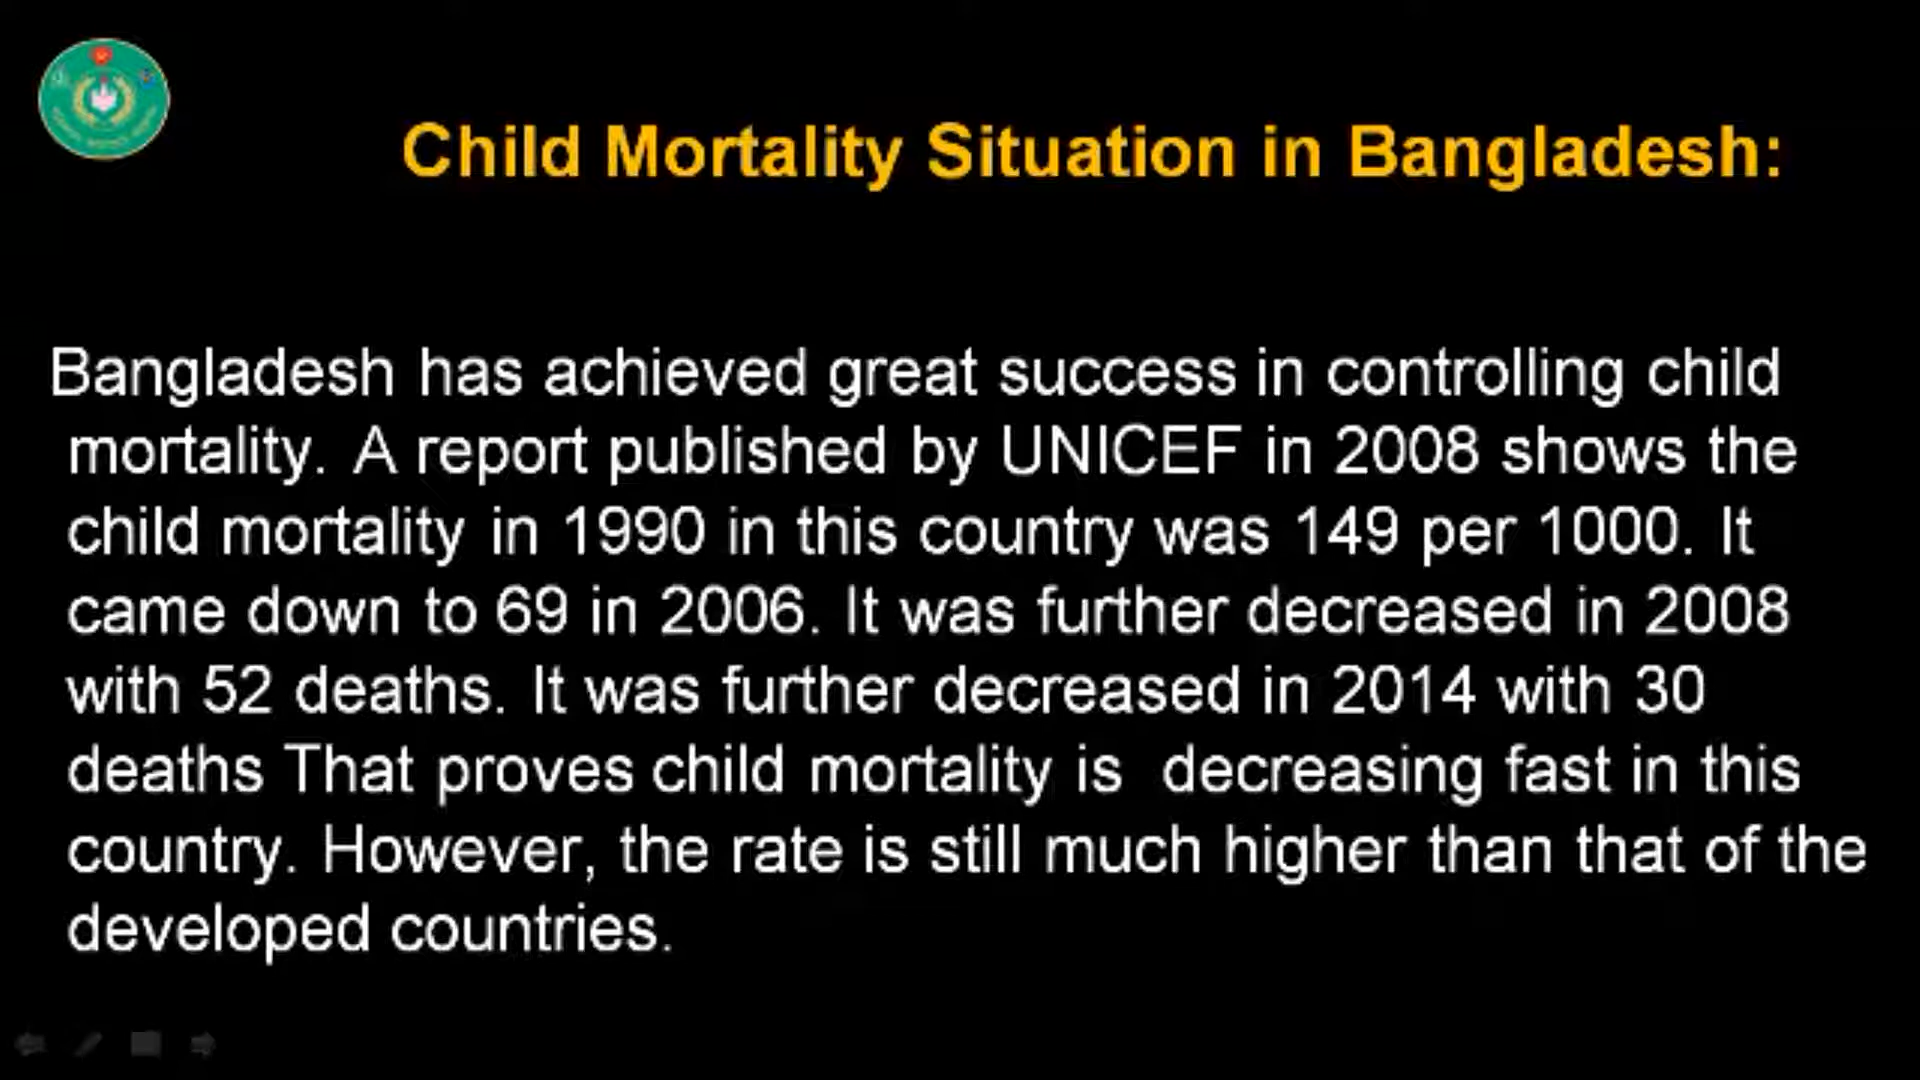 Child Mortality Situation in Bangladesh:
Bangladesh has achieved great success in controlling child
mortality. A report published by UNICEF in 2008 shows the
child mortality in 1990 in this country was 149 per 1000. It
came down to 69 in 2006. It was further decreased in 2008
with 52 deaths. It was further decreased in 2014 with 30
deaths That proves child mortality is  decreasing fast in this
country. However, the rate is still much higher than that of the
developed countries.